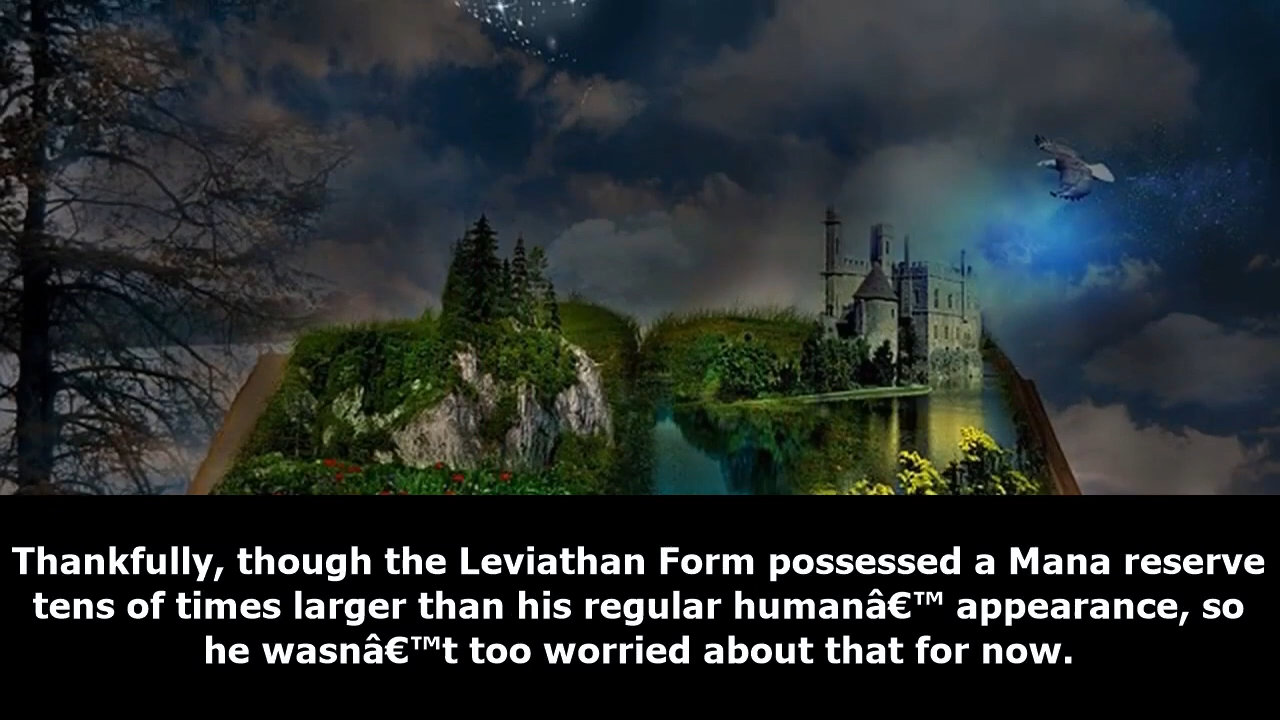 Thankfully, though the Leviathan Form possessed a Mana reserve
tens of times larger than his regular humanâ€™ appearance, so
he wasnâ€™t too worried about that for now.